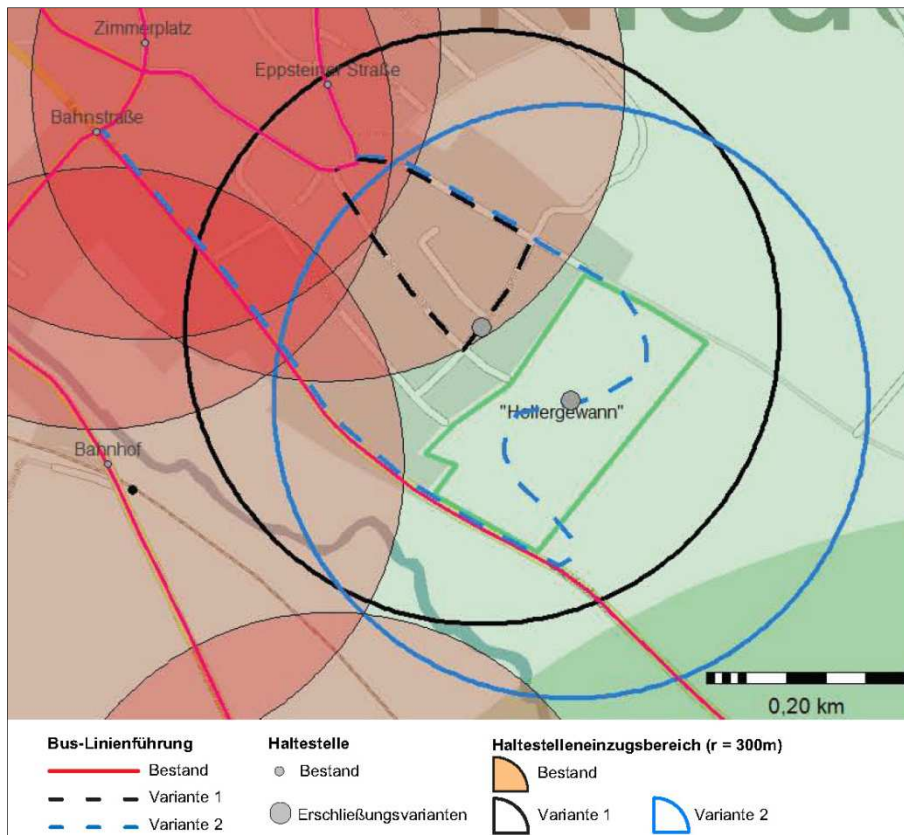 Zimmerplatz
Eppsteiner Straße
Bahnstraße
"Hollergewann"
Bahnhof
0,20 km
Bus-Linienführung
Bestand
Variante 1
Variante 2
Haltestelle
Bestand
Erschließungsvarianten
Haltestelleneinzugsbereich (r = 300m)
Bestand
Variante 1
Variante 2